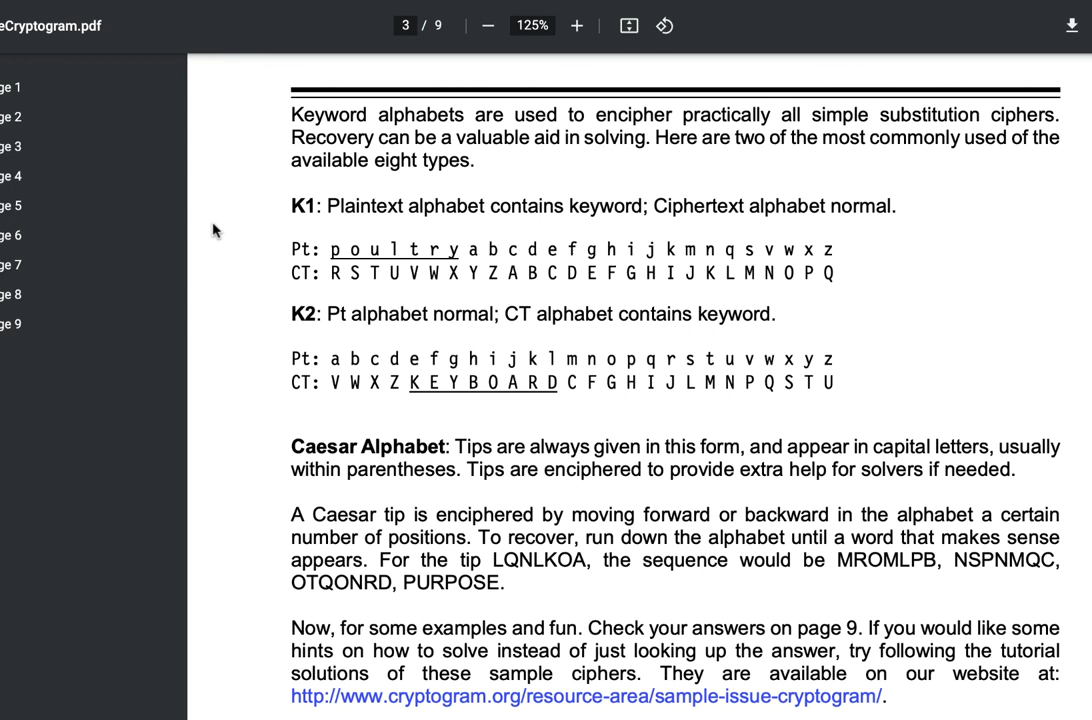 eCryptogram.pdf
3 / 9
125%
ge 1
ge 2
ge 3
ge 4
ge 5
ge 6
ge 7
ge 8
ge 9
Keyword alphabets are used to encipher practically all simple substitution ciphers.
Recovery can be a valuable aid in solving. Here are two of the most commonly used of the
available eight types.
K1: Plaintext alphabet contains keyword; Ciphertext alphabet normal.
Pt: p o u l t r y a b c d e f g h i j k m n q s v w x z
CT: R S T U V W X Y Z A B C D E F G H I J K L M N O P Q
K2: Pt alphabet normal; CT alphabet contains keyword.
Pt: a b c d e f g h i j k l m n o p q r s t u v w x y z
CT: V W X Z K E Y B O A R D C F G H I J L M N P Q S T U
Caesar Alphabet: Tips are always given in this form, and appear in capital letters, usually
within parentheses. Tips are enciphered to provide extra help for solvers if needed.
A Caesar tip is enciphered by moving forward or backward in the alphabet a certain
number of positions. To recover, run down the alphabet until a word that makes sense
appears. For the tip LQNLKOA, the sequence would be MROMLPB, NSPNMQC,
OTQONRD, PURPOSE.
Now, for some examples and fun. Check your answers on page 9. If you would like some
hints on how to solve instead of just looking up the answer, try following the tutorial
solutions of these sample ciphers. They are available on our website at:
http://www.cryptogram.org/resource-area/sample-issue-cryptogram/.